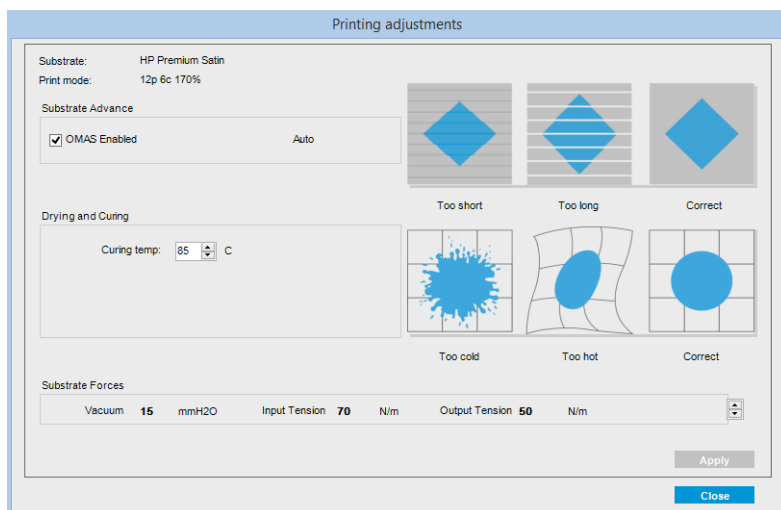 Printing adjustments
Substrate: HP Premium Satin
Print mode: 12p 6c 170%
Substrate Advance
OMAS Enabled Auto
Too short Too long Correct
Drying and Curing
Curing temp: 85 C
Too cold Too hot Correct
Substrate Forces
Vacuum 15 mmH2O Input Tension 70 N/m Output Tension 50 N/m
Apply
Close